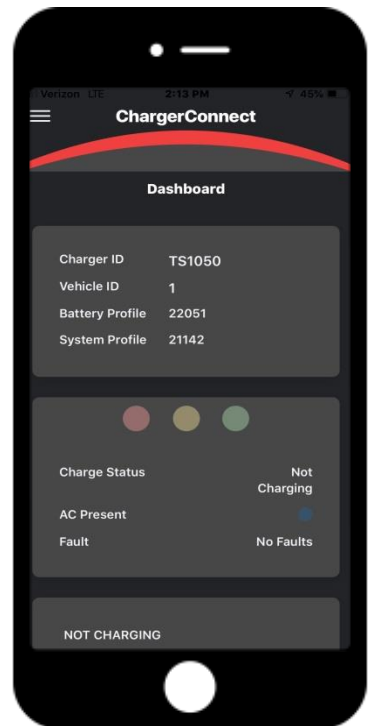 Verizon LTE 2:13 PM 45%
ChargerConnect
Dashboard
Charger ID TS1050
Vehicle ID 1
Battery Profile 22051
System Profile 21142
Charge Status Not
Charging
AC Present
Fault No Faults
NOT CHARGING